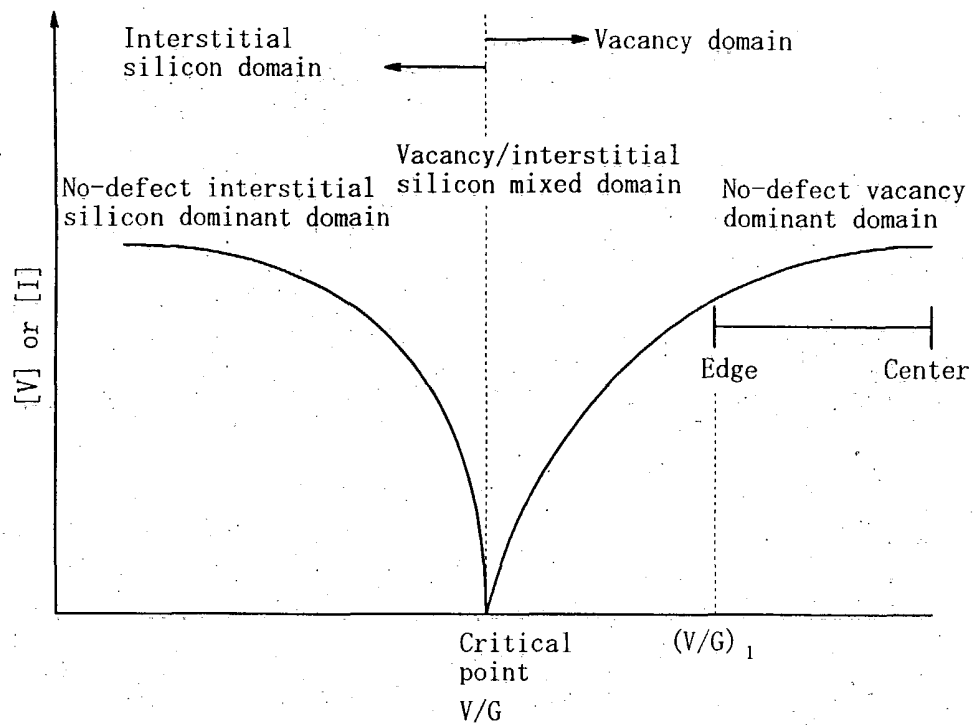 Interstitial
silicon domain
Vacancy domain
Vacancy/interstitial
silicon mixed domain
No-defect interstitial
silicon dominant domain
No-defect vacancy
dominant domain
[V] or [I]
Edge
Center
Critical
point
(V/G) 1
V/G